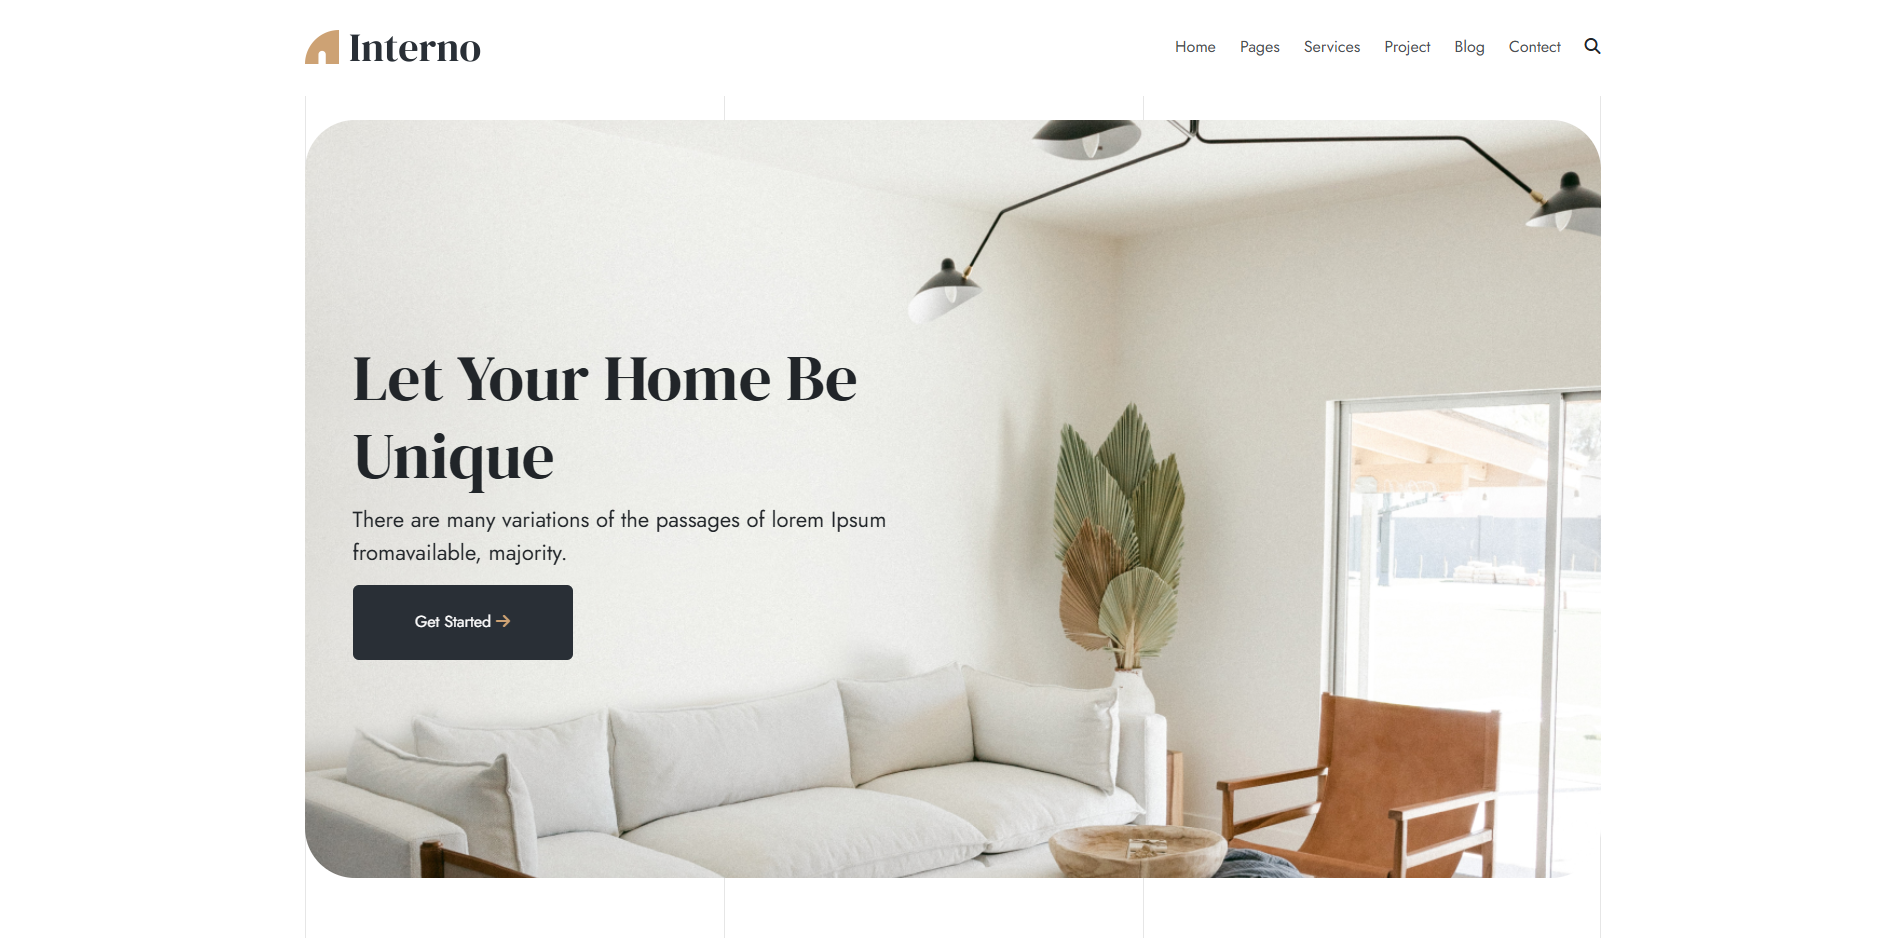 Interno
Home Pages Services Project Blog Contact
Let Your Home Be
Unique
There are many variations of the passages of lorem Ipsum
fromavailable, majority.
Get Started →